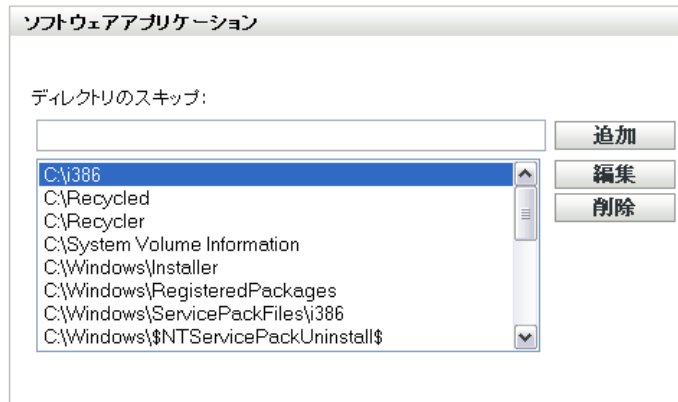 ソフトウェアアプリケーション
ディレクトリのスキップ:
追加
C:\i386
編集
C:\Recycled
削除
C:\Recycler
C:\System Volume Information
C:\Windows\Installer
C:\Windows\RegisteredPackages
C:\Windows\ServicePackFiles\i386
C:\Windows\$NTServicePackUninstall$